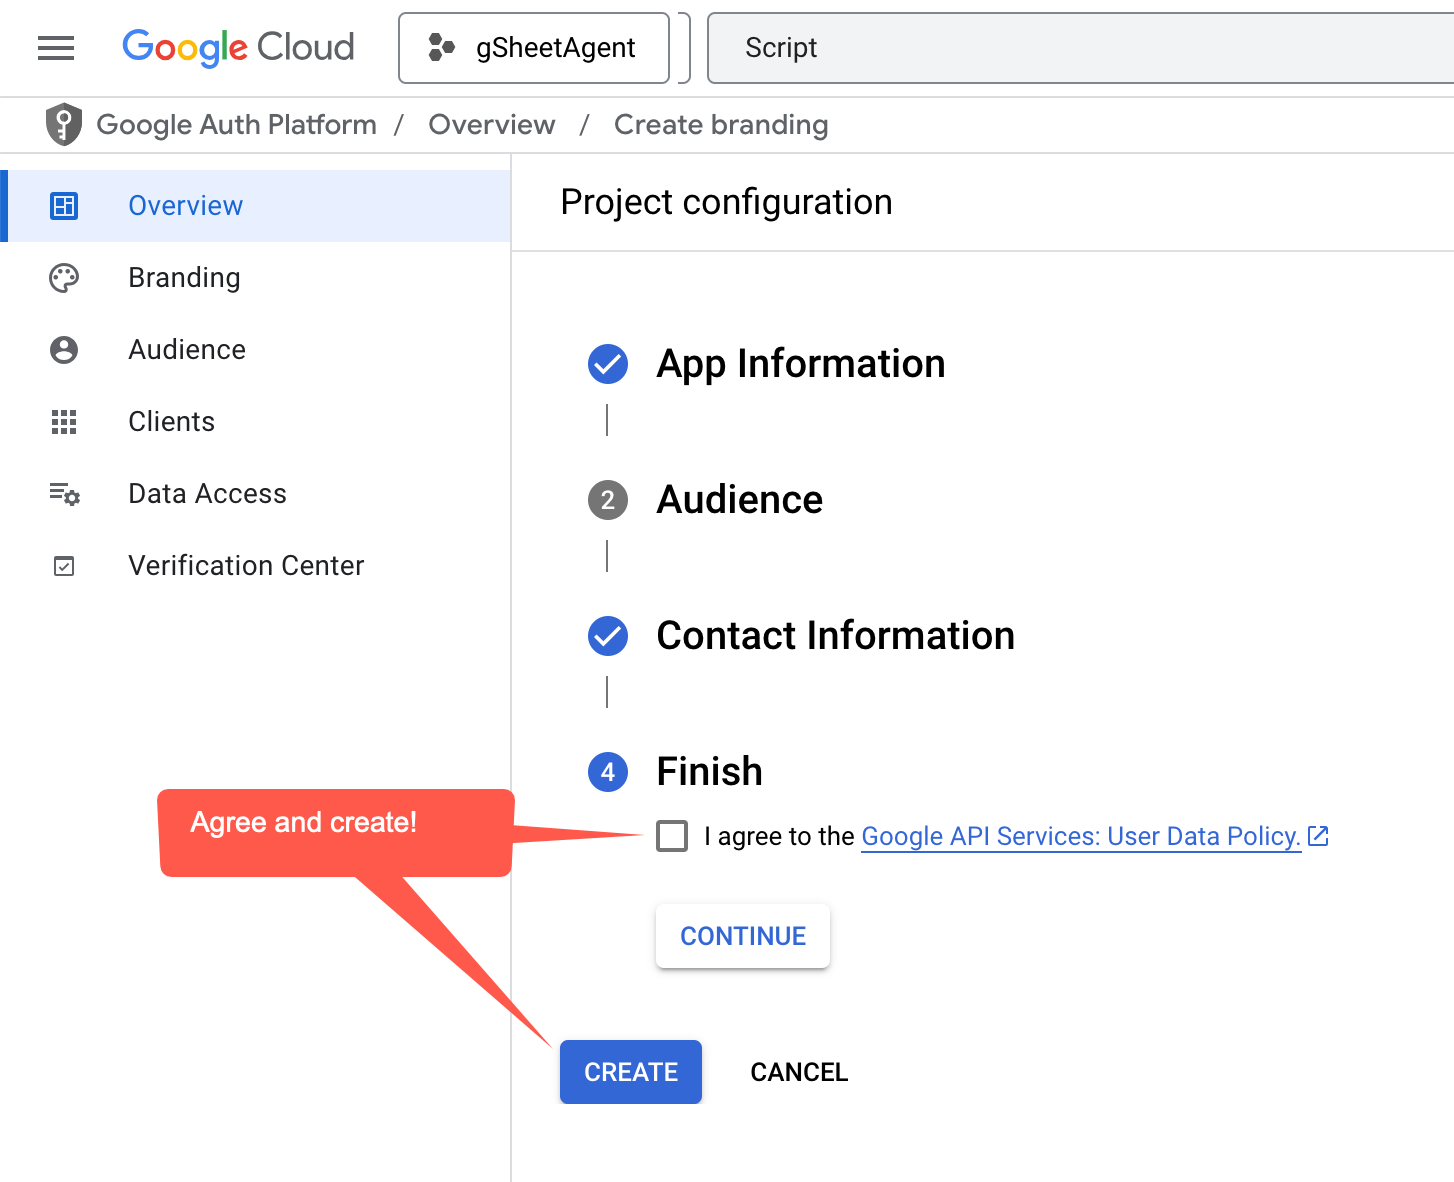 Google Cloud
gSheetAgent
Script
Google Auth Platform / Overview / Create branding
Overview
Branding
Audience
Clients
Data Access
Verification Center
Project configuration
App Information
2 Audience
Contact Information
4 Finish
Agree and create!
I agree to the Google API Services: User Data Policy.
CONTINUE
CREATE CANCEL